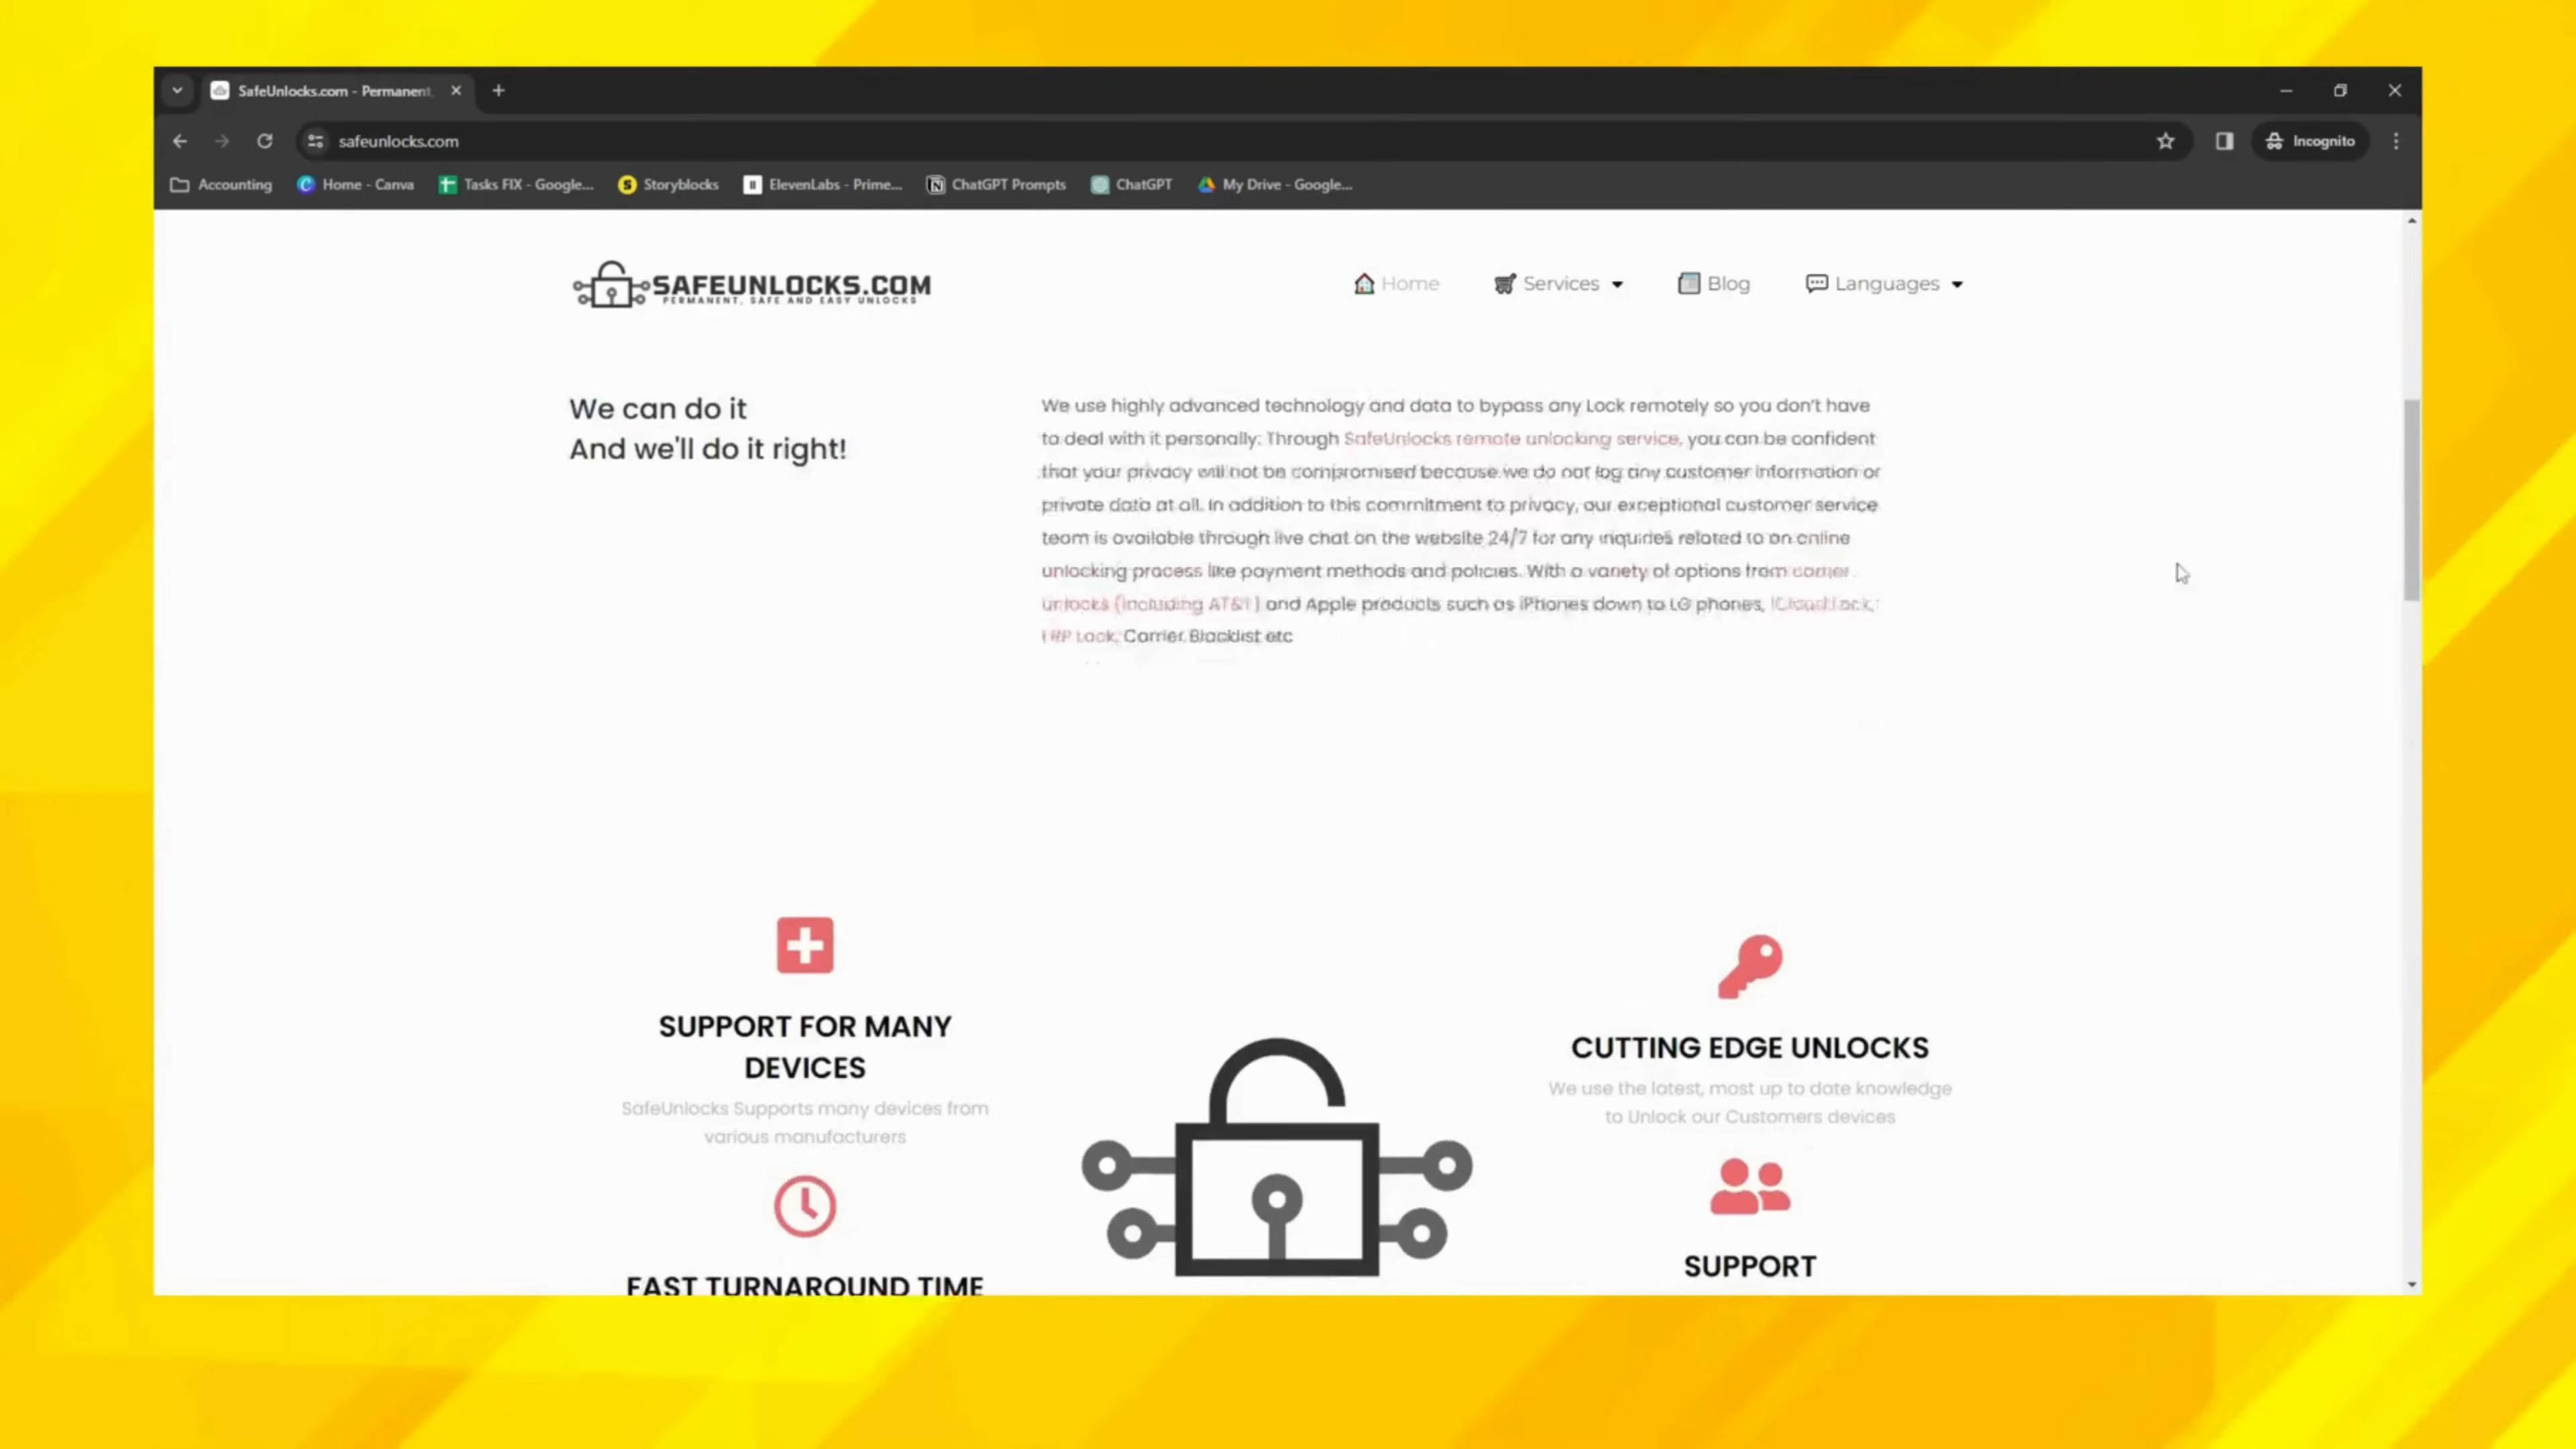 SafeUnlocks.com - Permanent,
safeunlocks.com
Incognito
Accounting
Home - Canva
Tasks FIX - Google...
Storyblocks
ElevenLabs - Prime...
ChatGPT Prompts
ChatGPT
My Drive - Google...
SAFEUNLOCKS.COM
PERMANENT, SAFE AND EASY UNLOCKS
Home
Services
Blog
Languages
We can do it
And we'll do it right!
We use highly advanced technology and data to bypass any Lock remotely so you don't have
to deal with it personally. Through SafeUnlocks remote unlocking service, you can be confident
that your privacy will not be compromised because we do not log any customer information or
private data at all. In addition to this commitment to privacy, our exceptional customer service
team is available through live chat on the website 24/7 for any inquiries related to an online
unlocking process like payment methods and policies. With a variety of options from carrier
unlocks (including AT&T) and Apple products such as iPhones down to LG phones, iCloud Lock,
Lock, Carrier Blacklist etc
SUPPORT FOR MANY
DEVICES
SafeUnlocks Supports many devices from
various manufacturers
FAST TURNAROUND TIME
CUTTING EDGE UNLOCKS
We use the latest, most up to date knowledge
to Unlock our Customers devices
SUPPORT